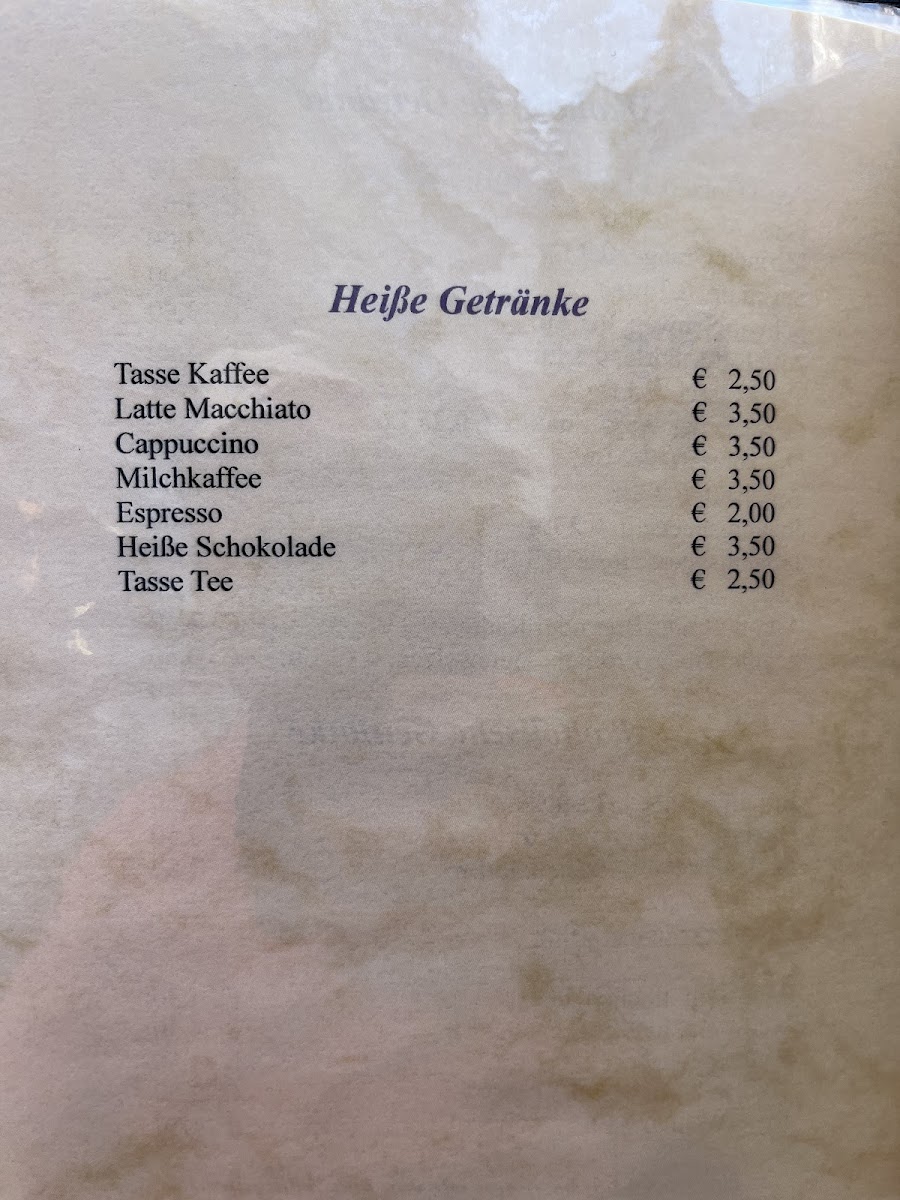 Heiße Getränke
Tasse Kaffee € 2,50
Latte Macchiato € 3,50
Cappuccino € 3,50
Milchkaffee € 3,50
Espresso € 2,00
Heiße Schokolade € 3,50
Tasse Tee € 2,50